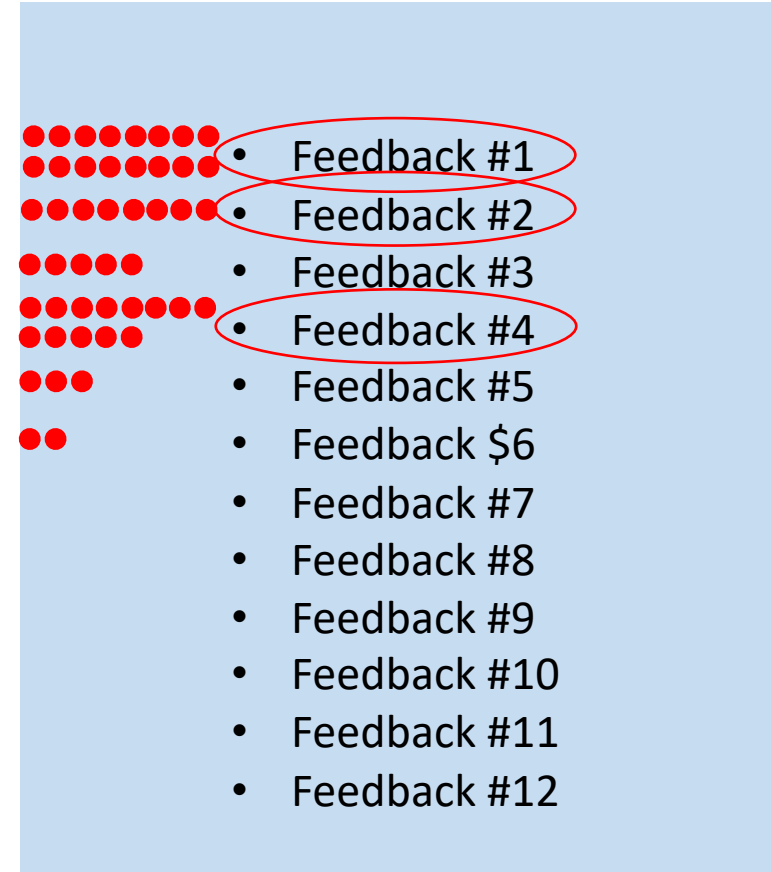 • Feedback #1
• Feedback #2
• Feedback #3
• Feedback #4
• Feedback #5
• Feedback $6
• Feedback #7
• Feedback #8
• Feedback #9
• Feedback #10
• Feedback #11
• Feedback #12